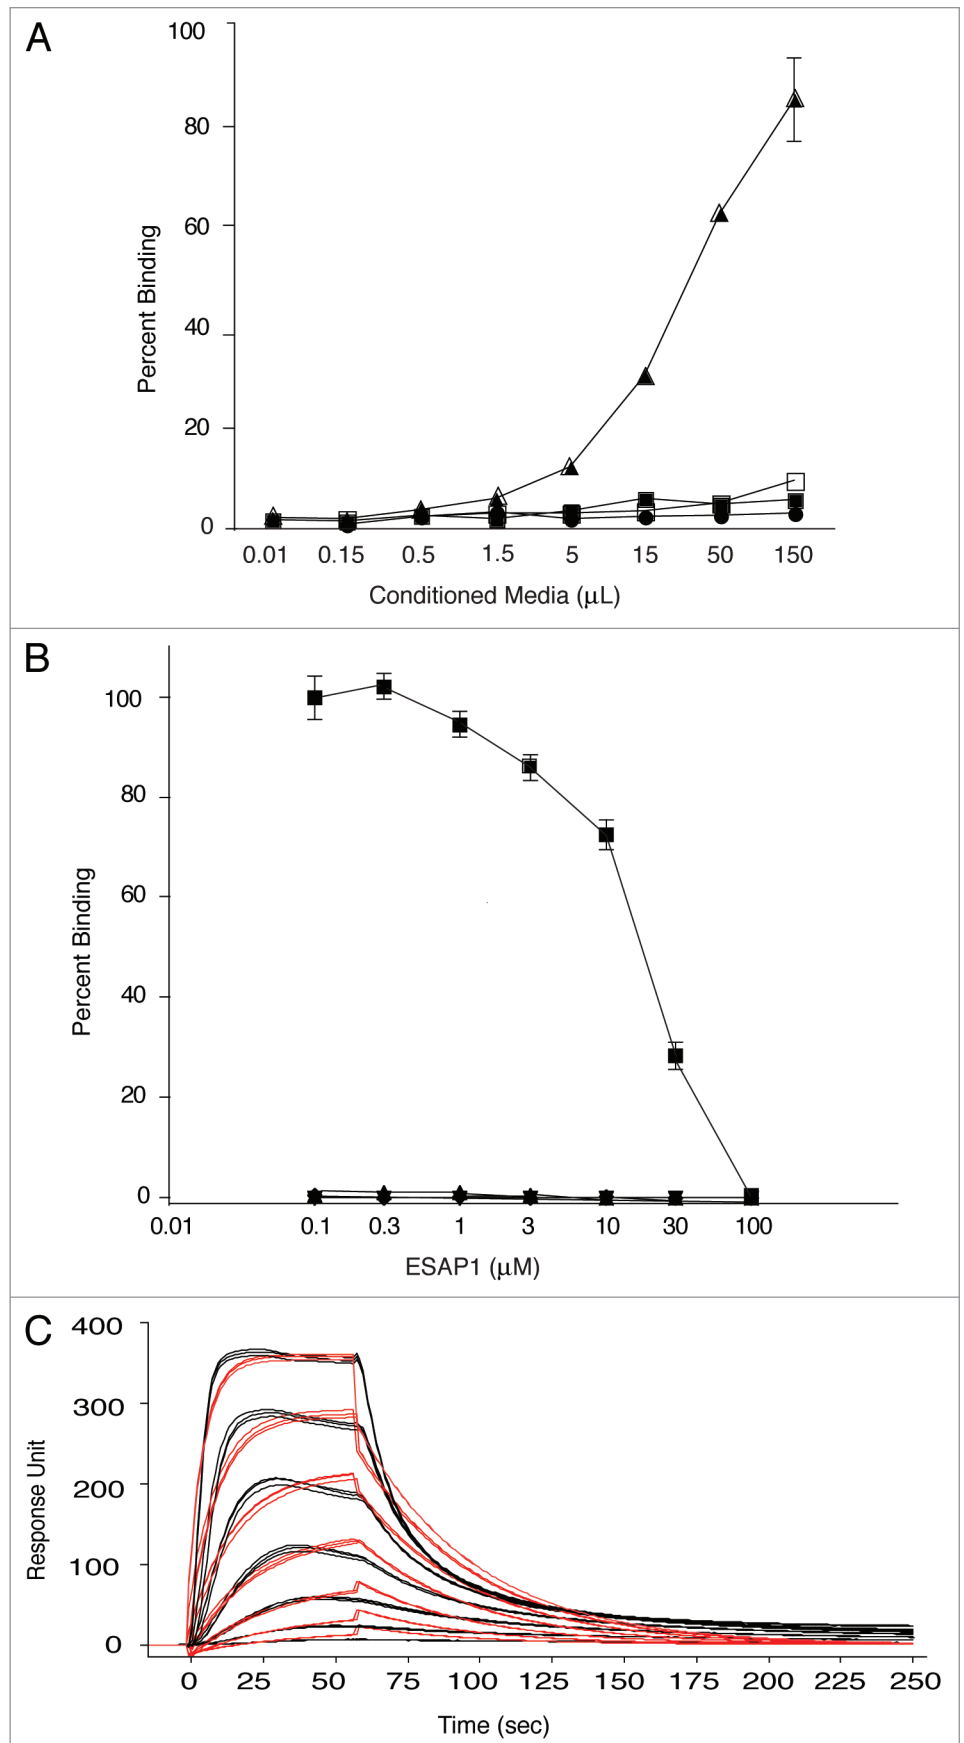 A
100
80
60
40
20
0
Percent Binding
0.01 0.15 0.5 1.5 5 15 50 150
Conditioned Media (μL)
B
100
80
60
40
20
0
Percent Binding
0.01 0.1 0.3 1 3 10 30 100
ESAP1 (μM)
C
400
300
200
100
0
Response Unit
0 25 50 75 100 125 150 175 200 225 250
Time (sec)